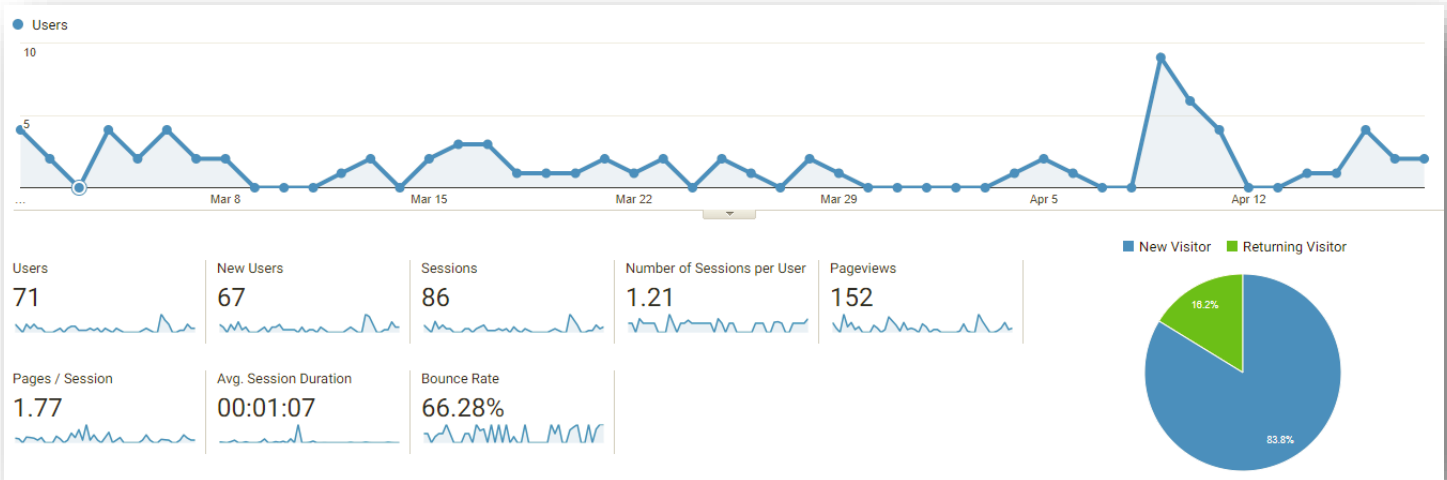 Users
10
5
... Mar 8 Mar 15 Mar 22 Mar 29 Apr 5 Apr 12
New Visitor Returning Visitor
Users New Users Sessions Number of Sessions per User Pageviews
71 67 86 1.21 152
16.2%
Pages / Session Avg. Session Duration Bounce Rate
1.77 00:01:07 66.28%
83.8%